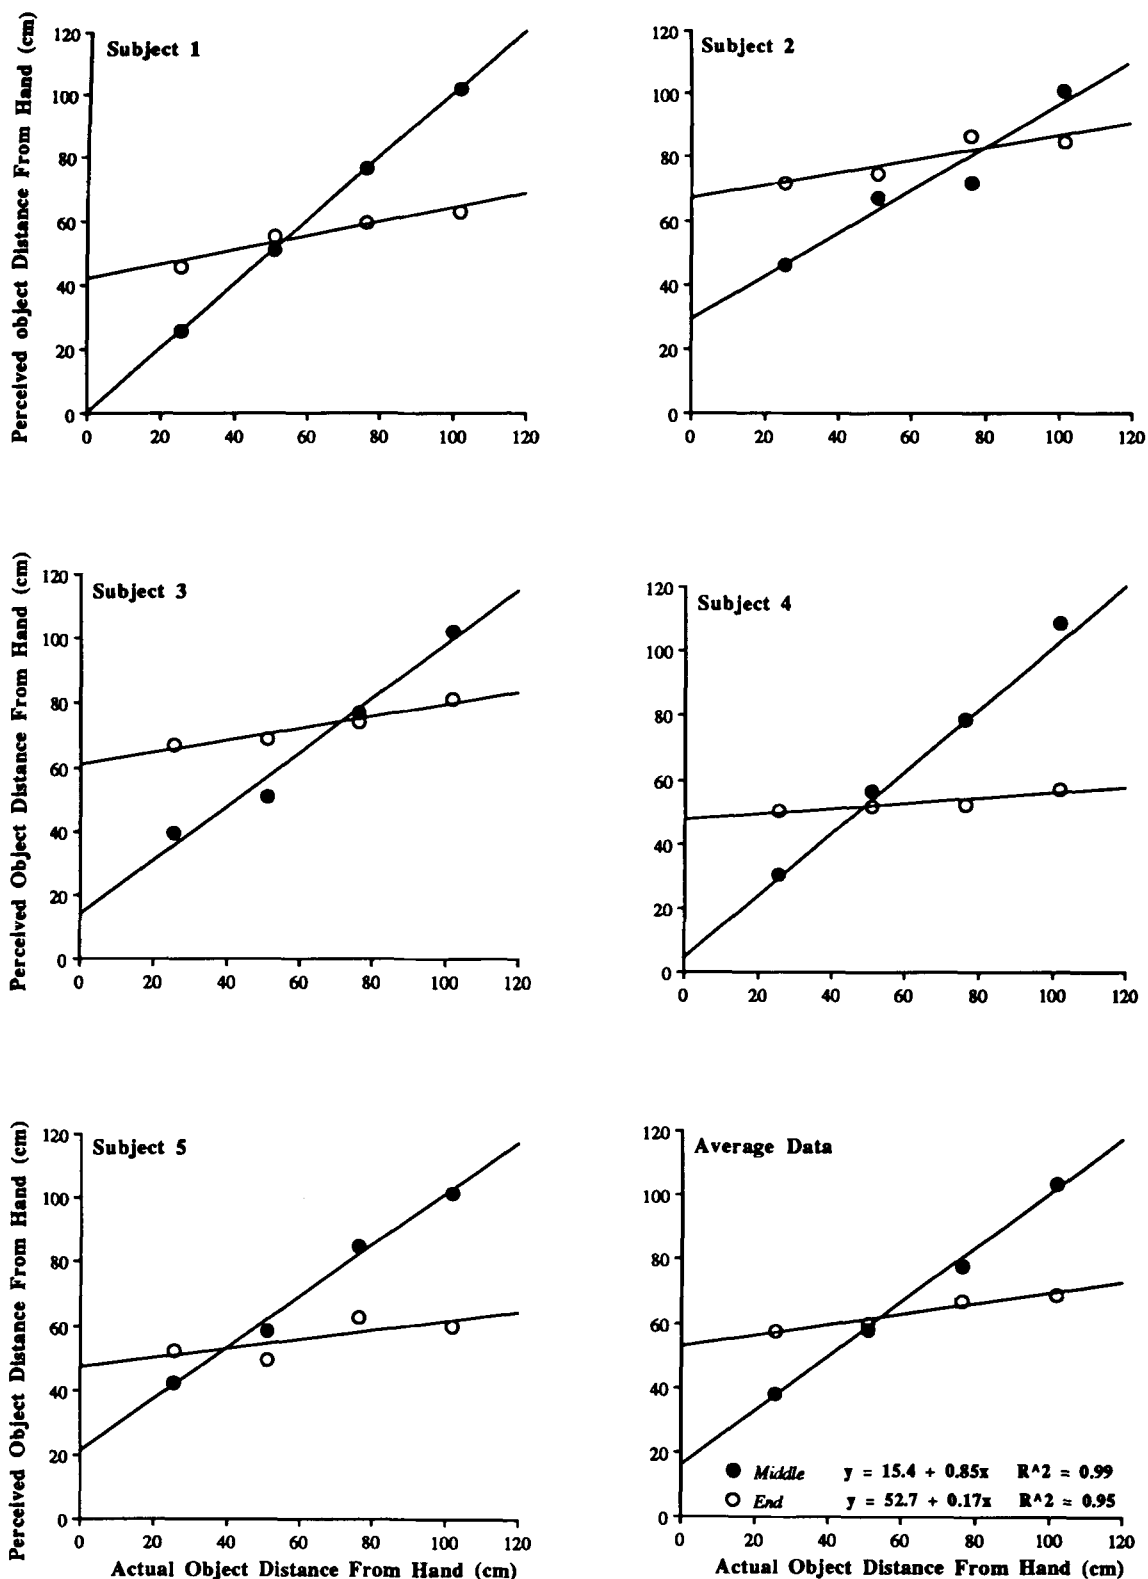 Perceived object Distance From Hand (cm)
120
100
80
60
40
20
0
Subject 1
0 20 40 60 80 100 120
120
100
80
60
40
20
0
Subject 2
0 20 40 60 80 100 120
Perceived Object Distance From Hand (cm)
120
100
80
60
40
20
0
Subject 3
0 20 40 60 80 100 120
120
100
80
60
40
20
0
Subject 4
0 20 40 60 80 100 120
Perceived Object Distance From Hand (cm)
120
100
80
60
40
20
0
Subject 5
0 20 40 60 80 100 120
Actual Object Distance From Hand (cm)
120
100
80
60
40
20
0
Average Data
Middle y = 15.4 + 0.85x R^2 = 0.99
End y = 52.7 + 0.17x R^2 = 0.95
0 20 40 60 80 100 120
Actual Object Distance From Hand (cm)